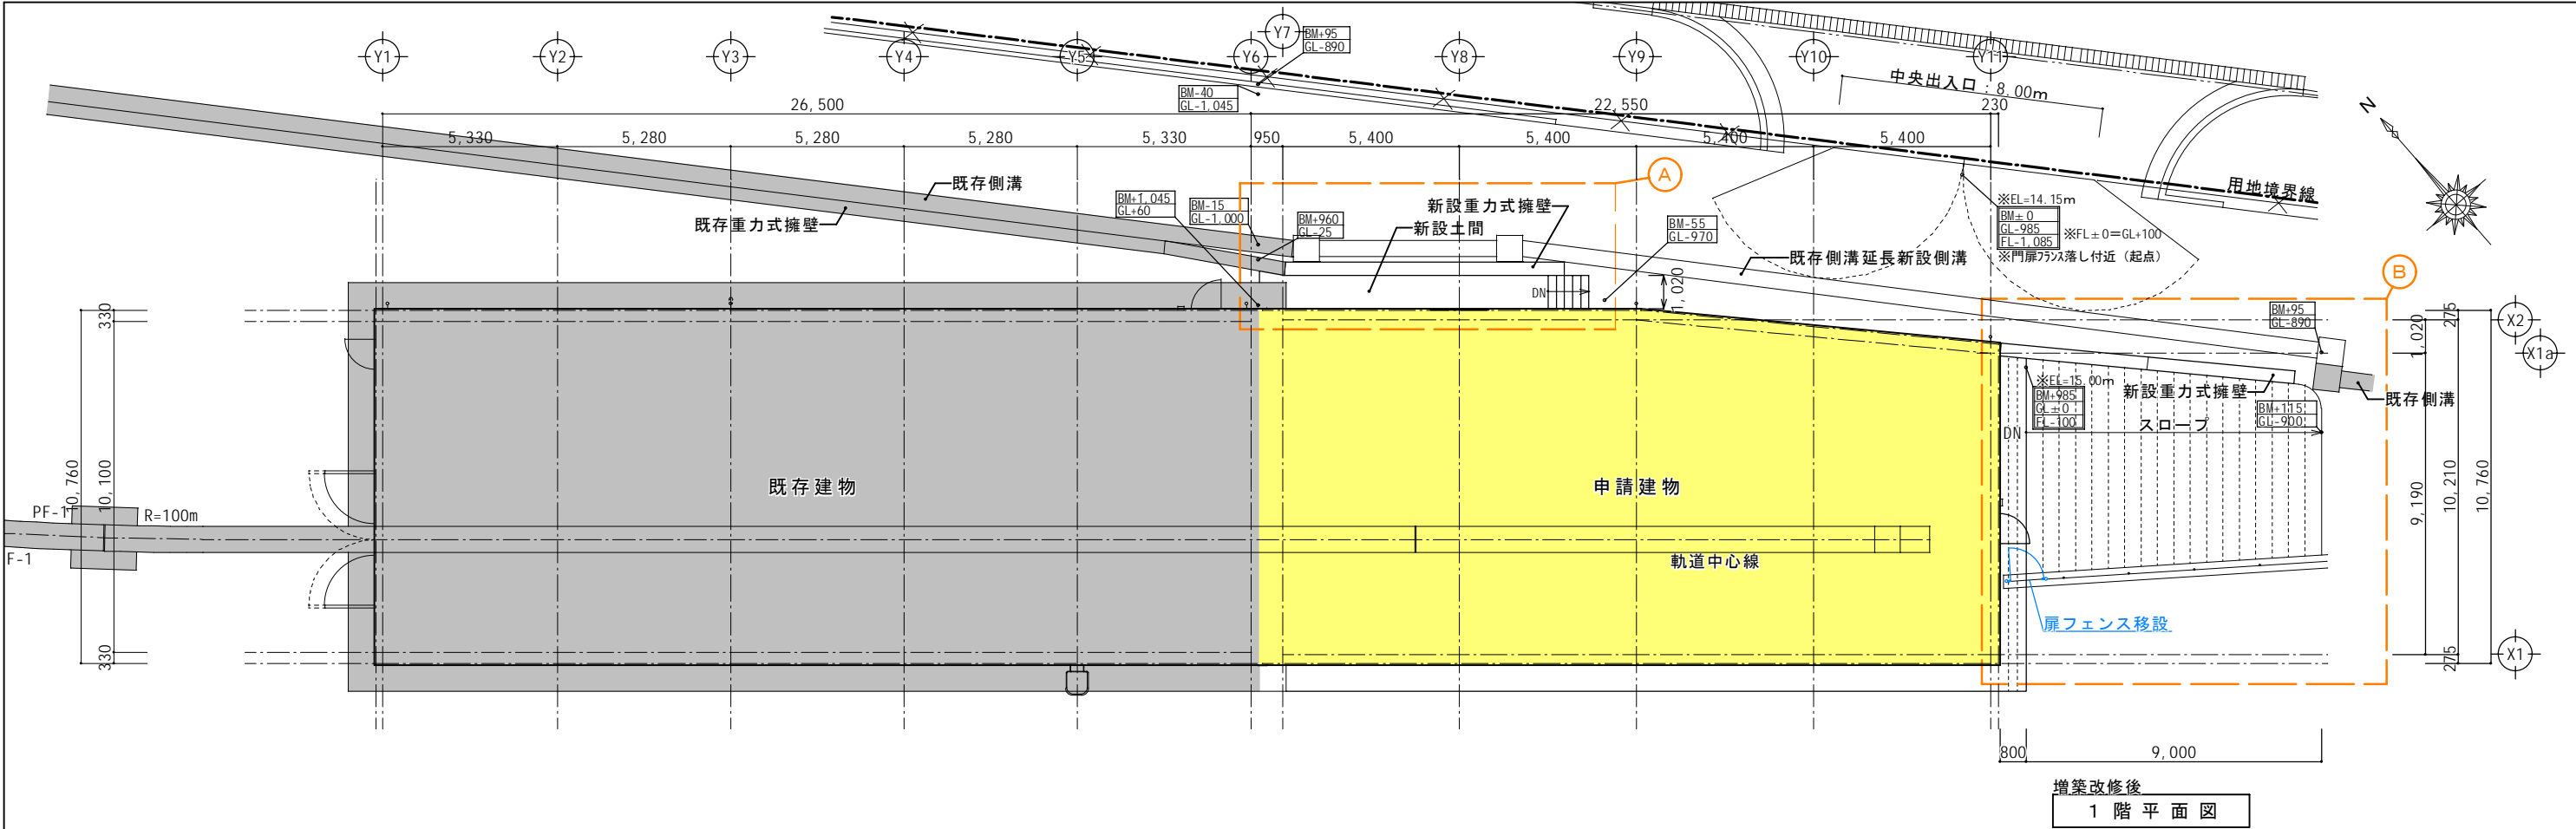 Y1
Y2
Y3
Y4
Y5
Y6
Y7
Y8
Y9
Y10
Y11
BM+95
GL-890
BM-40
GL-1,045
中央出入口：8.00m
N
26,500
22,550
230
5,330
5,280
5,280
5,280
5,330
950
5,400
5,400
5,400
5,400
用地境界線
既存側溝
既存重力式擁壁
BM+1,045
GL+60
BM-15
GL-1,000
BM+960
GL-25
A
新設重力式擁壁
新設土間
BM-55
GL-970
DN
1,020
既存側溝延長新設側溝
※EL=14.15m
BM±0
GL-985
FL-1,085
※FL±0=GL+100
※門扉フランス落し付近（起点）
B
BM+95
GL-890
X2
X1a
X1
330
10,760
10,100
330
275
1,020
9,190
10,210
10,760
275
※EL=15.00m
BM+985
GL±0
FL-100
新設重力式擁壁
BM+115
GL-900
既存側溝
スロープ
DN
既存建物
申請建物
PF-1
R=100m
F-1
軌道中心線
扉フェンス移設
800
9,000
増築改修後
1階平面図